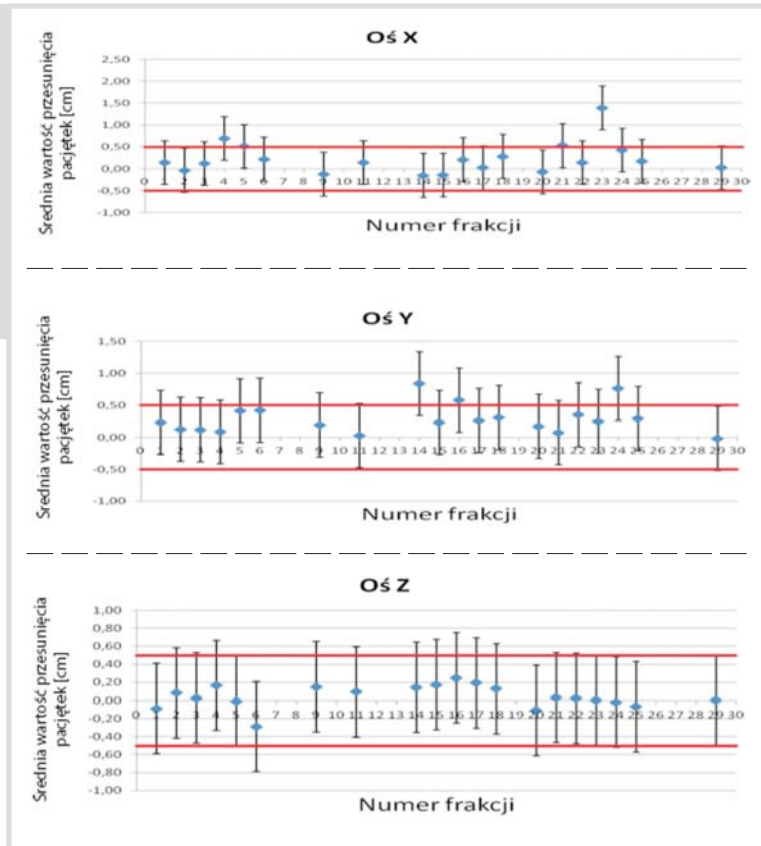 Oś X
Średnia wartość przesunięcia
pacjętek [cm]
2,50
2,00
1,50
1,00
0,50
0,00
-0,50
-1,00
0 1 2 3 4 5 6 7 8 9 10 11 12 13 14 15 16 17 18 19 20 21 22 23 24 25 26 27 28 29 30
Numer frakcji
Oś Y
Średnia wartość przesunięcia
pacjętek [cm]
1,50
1,00
0,50
0,00
-0,50
-1,00
0 1 2 3 4 5 6 7 8 9 10 11 12 13 14 15 16 17 18 19 20 21 22 23 24 25 26 27 28 29 30
Numer frakcji
Oś Z
Średnia wartość przesunięcia
pacjętek [cm]
1,00
0,80
0,60
0,40
0,20
0,00
-0,20
-0,40
-0,60
-0,80
-1,00
0 1 2 3 4 5 6 7 8 9 10 11 12 13 14 15 16 17 18 19 20 21 22 23 24 25 26 27 28 29 30
Numer frakcji